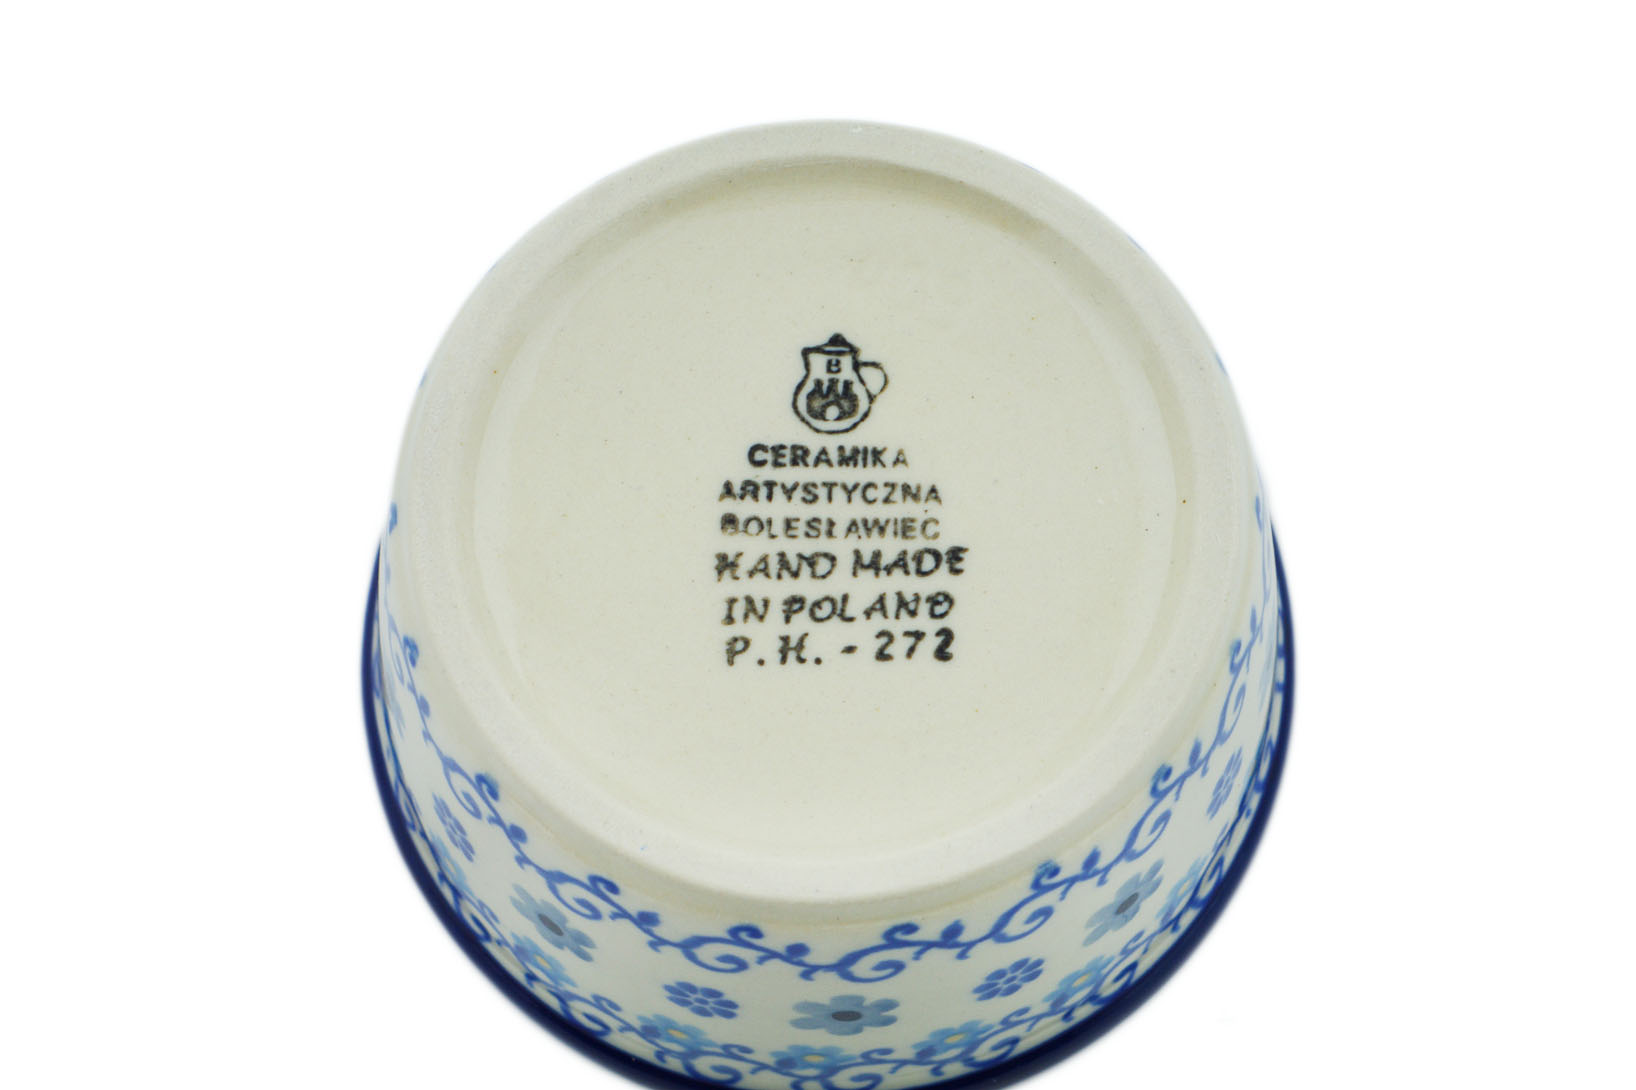 B
CERAMIKA
ARTYSTYCZNA
BOLESŁAWIEC
HAND MADE
IN POLAND
P.H. - 272